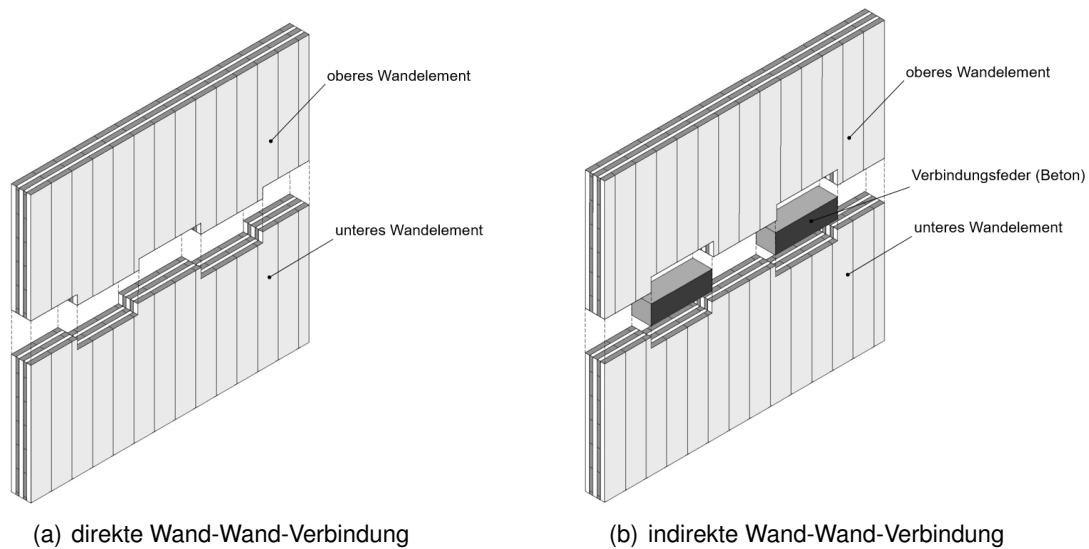 oberes Wandelement
unteres Wandelement
(a) direkte Wand-Wand-Verbindung
oberes Wandelement
Verbindungsfeder (Beton)
unteres Wandelement
(b) indirekte Wand-Wand-Verbindung